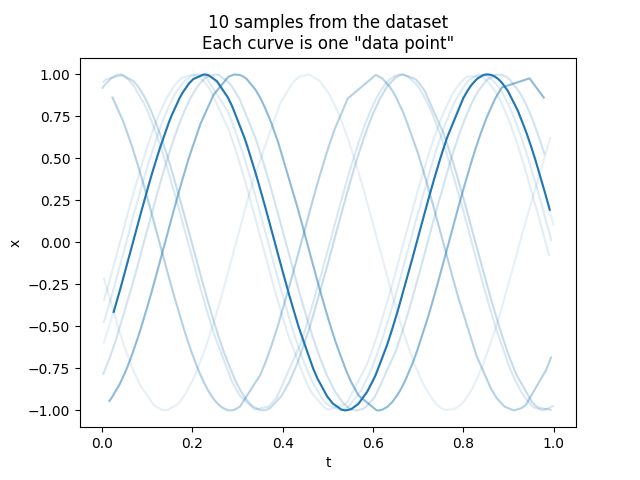 10 samples from the dataset
Each curve is one "data point"
1.00
0.75
0.50
0.25
0.00
−0.25
−0.50
−0.75
−1.00
x
0.0 0.2 0.4 0.6 0.8 1.0
t